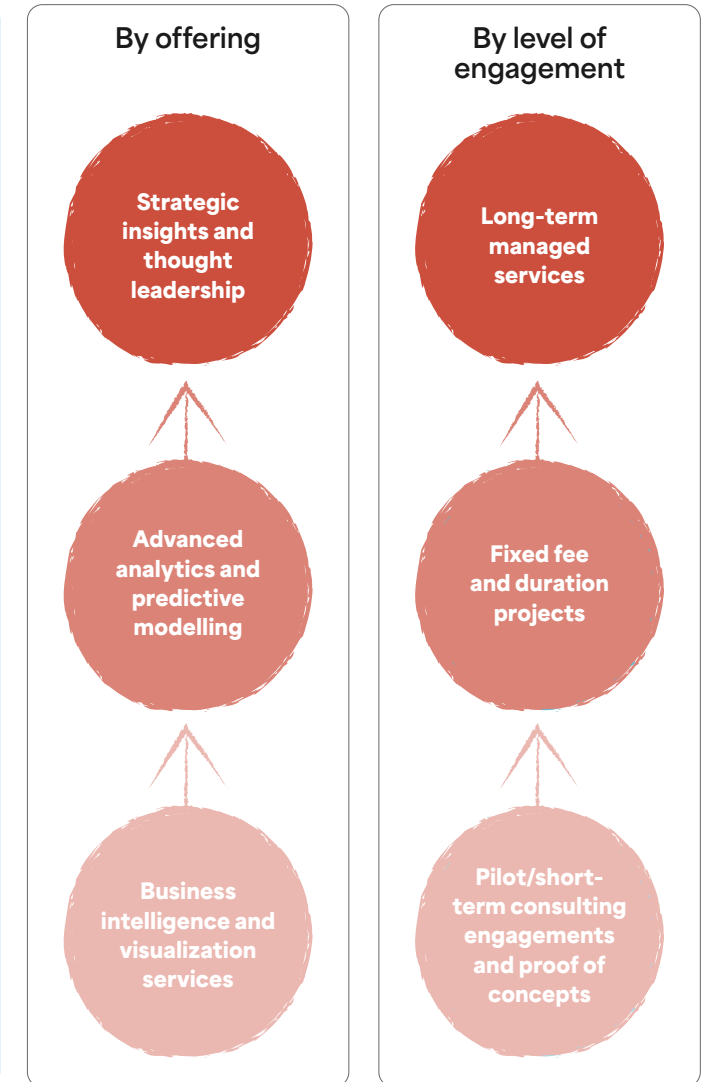 By offering
Strategic
insights and
thought
leadership
Advanced
analytics and
predictive
modelling
Business
intelligence and
visualization
services
By level of
engagement
Long-term
managed
services
Fixed fee
and duration
projects
Pilot/short-
term consulting
engagements
and proof of
concepts